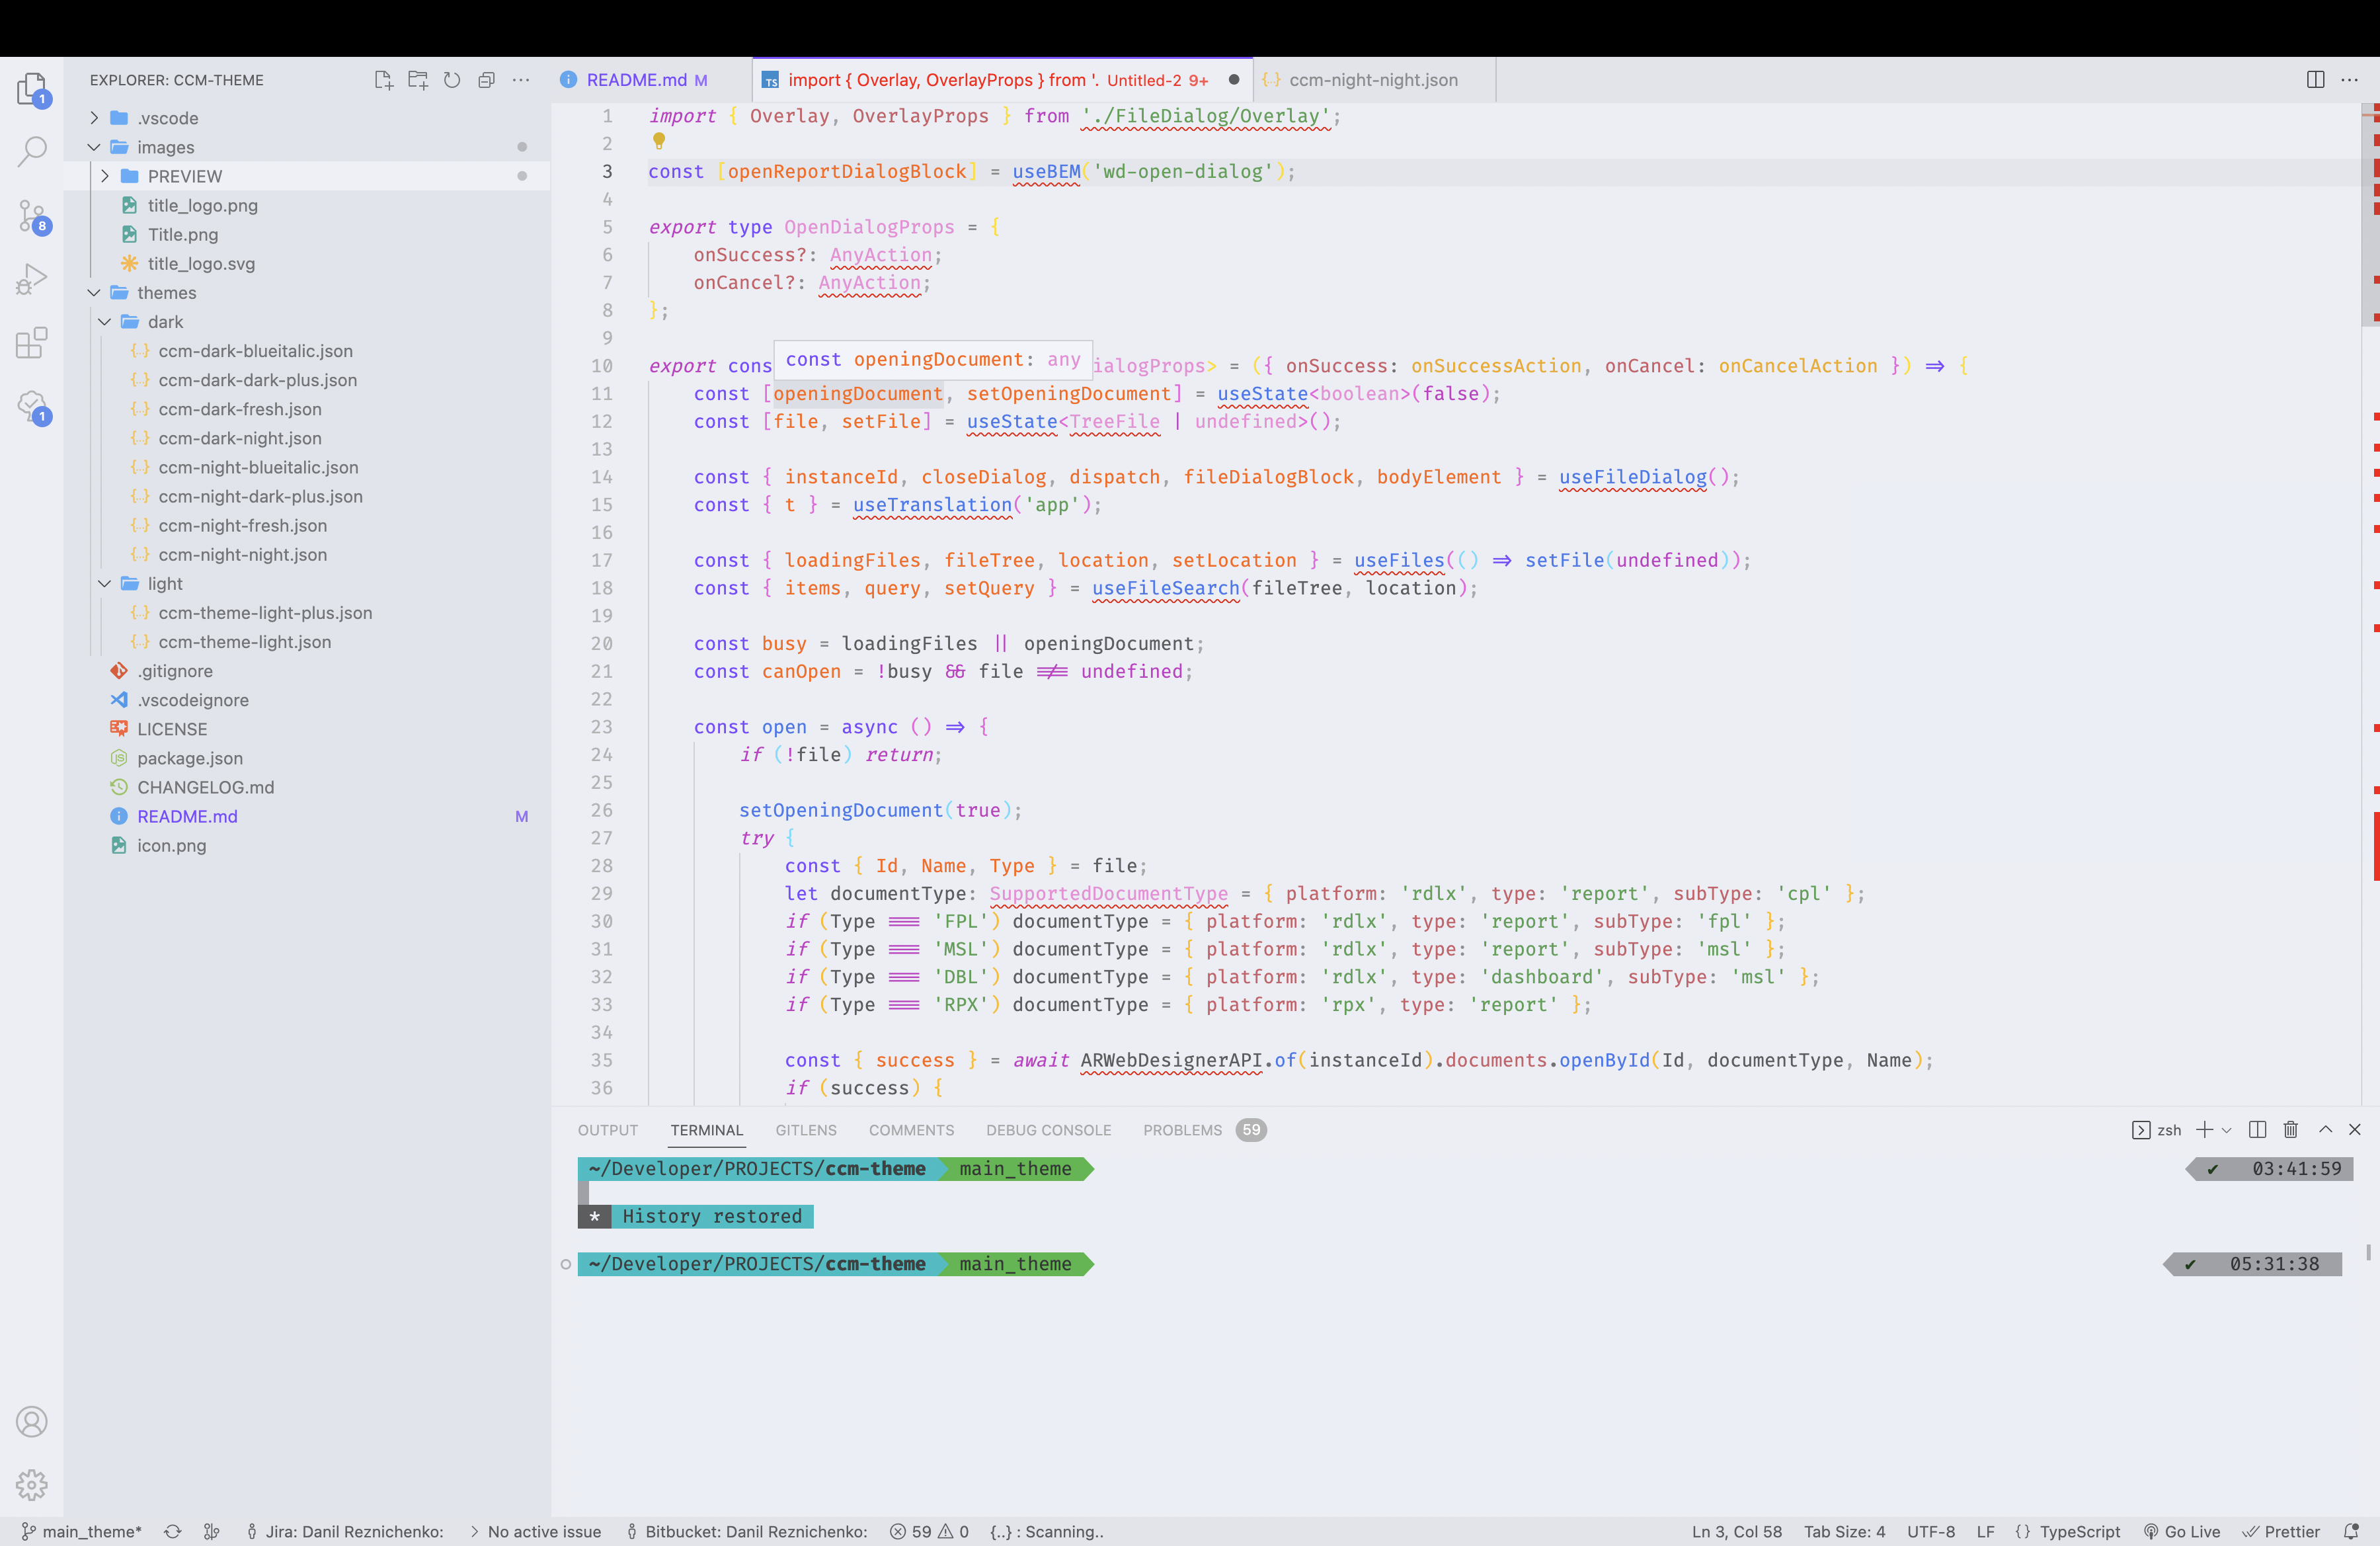 EXPLORER: CCM-THEME
.vscode
images
PREVIEW
title_logo.png
Title.png
title_logo.svg
themes
dark
ccm-dark-blueitalic.json
ccm-dark-dark-plus.json
ccm-dark-fresh.json
ccm-dark-night.json
ccm-night-blueitalic.json
ccm-night-dark-plus.json
ccm-night-fresh.json
ccm-night-night.json
light
ccm-theme-light-plus.json
ccm-theme-light.json
.gitignore
.vscodeignore
LICENSE
package.json
CHANGELOG.md
README.md M
icon.png
1
8
1
README.md M
TS import { Overlay, OverlayProps } from '. Untitled-2 9+
{..} ccm-night-night.json
1 import { Overlay, OverlayProps } from './FileDialog/Overlay';
2
3 const [openReportDialogBlock] = useBEM('wd-open-dialog');
4
5 export type OpenDialogProps = {
6 onSuccess?: AnyAction;
7 onCancel?: AnyAction;
8 };
9
const openingDocument: any
10 export cons ialogProps> = ({ onSuccess: onSuccessAction, onCancel: onCancelAction }) => {
11 const [openingDocument, setOpeningDocument] = useState<boolean>(false);
12 const [file, setFile] = useState<TreeFile | undefined>();
13
14 const { instanceId, closeDialog, dispatch, fileDialogBlock, bodyElement } = useFileDialog();
15 const { t } = useTranslation('app');
16
17 const { loadingFiles, fileTree, location, setLocation } = useFiles(() => setFile(undefined));
18 const { items, query, setQuery } = useFileSearch(fileTree, location);
19
20 const busy = loadingFiles || openingDocument;
21 const canOpen = !busy && file !== undefined;
22
23 const open = async () => {
24 if (!file) return;
25
26 setOpeningDocument(true);
27 try {
28 const { Id, Name, Type } = file;
29 let documentType: SupportedDocumentType = { platform: 'rdlx', type: 'report', subType: 'cpl' };
30 if (Type === 'FPL') documentType = { platform: 'rdlx', type: 'report', subType: 'fpl' };
31 if (Type === 'MSL') documentType = { platform: 'rdlx', type: 'report', subType: 'msl' };
32 if (Type === 'DBL') documentType = { platform: 'rdlx', type: 'dashboard', subType: 'msl' };
33 if (Type === 'RPX') documentType = { platform: 'rpx', type: 'report' };
34
35 const { success } = await ARWebDesignerAPI.of(instanceId).documents.openById(Id, documentType, Name);
36 if (success) {
OUTPUT TERMINAL GITLENS COMMENTS DEBUG CONSOLE PROBLEMS 59 zsh
~/Developer/PROJECTS/ccm-theme main_theme ✔ 03:41:59
* History restored
~/Developer/PROJECTS/ccm-theme main_theme ✔ 05:31:38
main_theme* Jira: Danil Reznichenko: > No active issue Bitbucket: Danil Reznichenko: 59 0 {..} : Scanning.. Ln 3, Col 58 Tab Size: 4 UTF-8 LF {} TypeScript Go Live Prettier